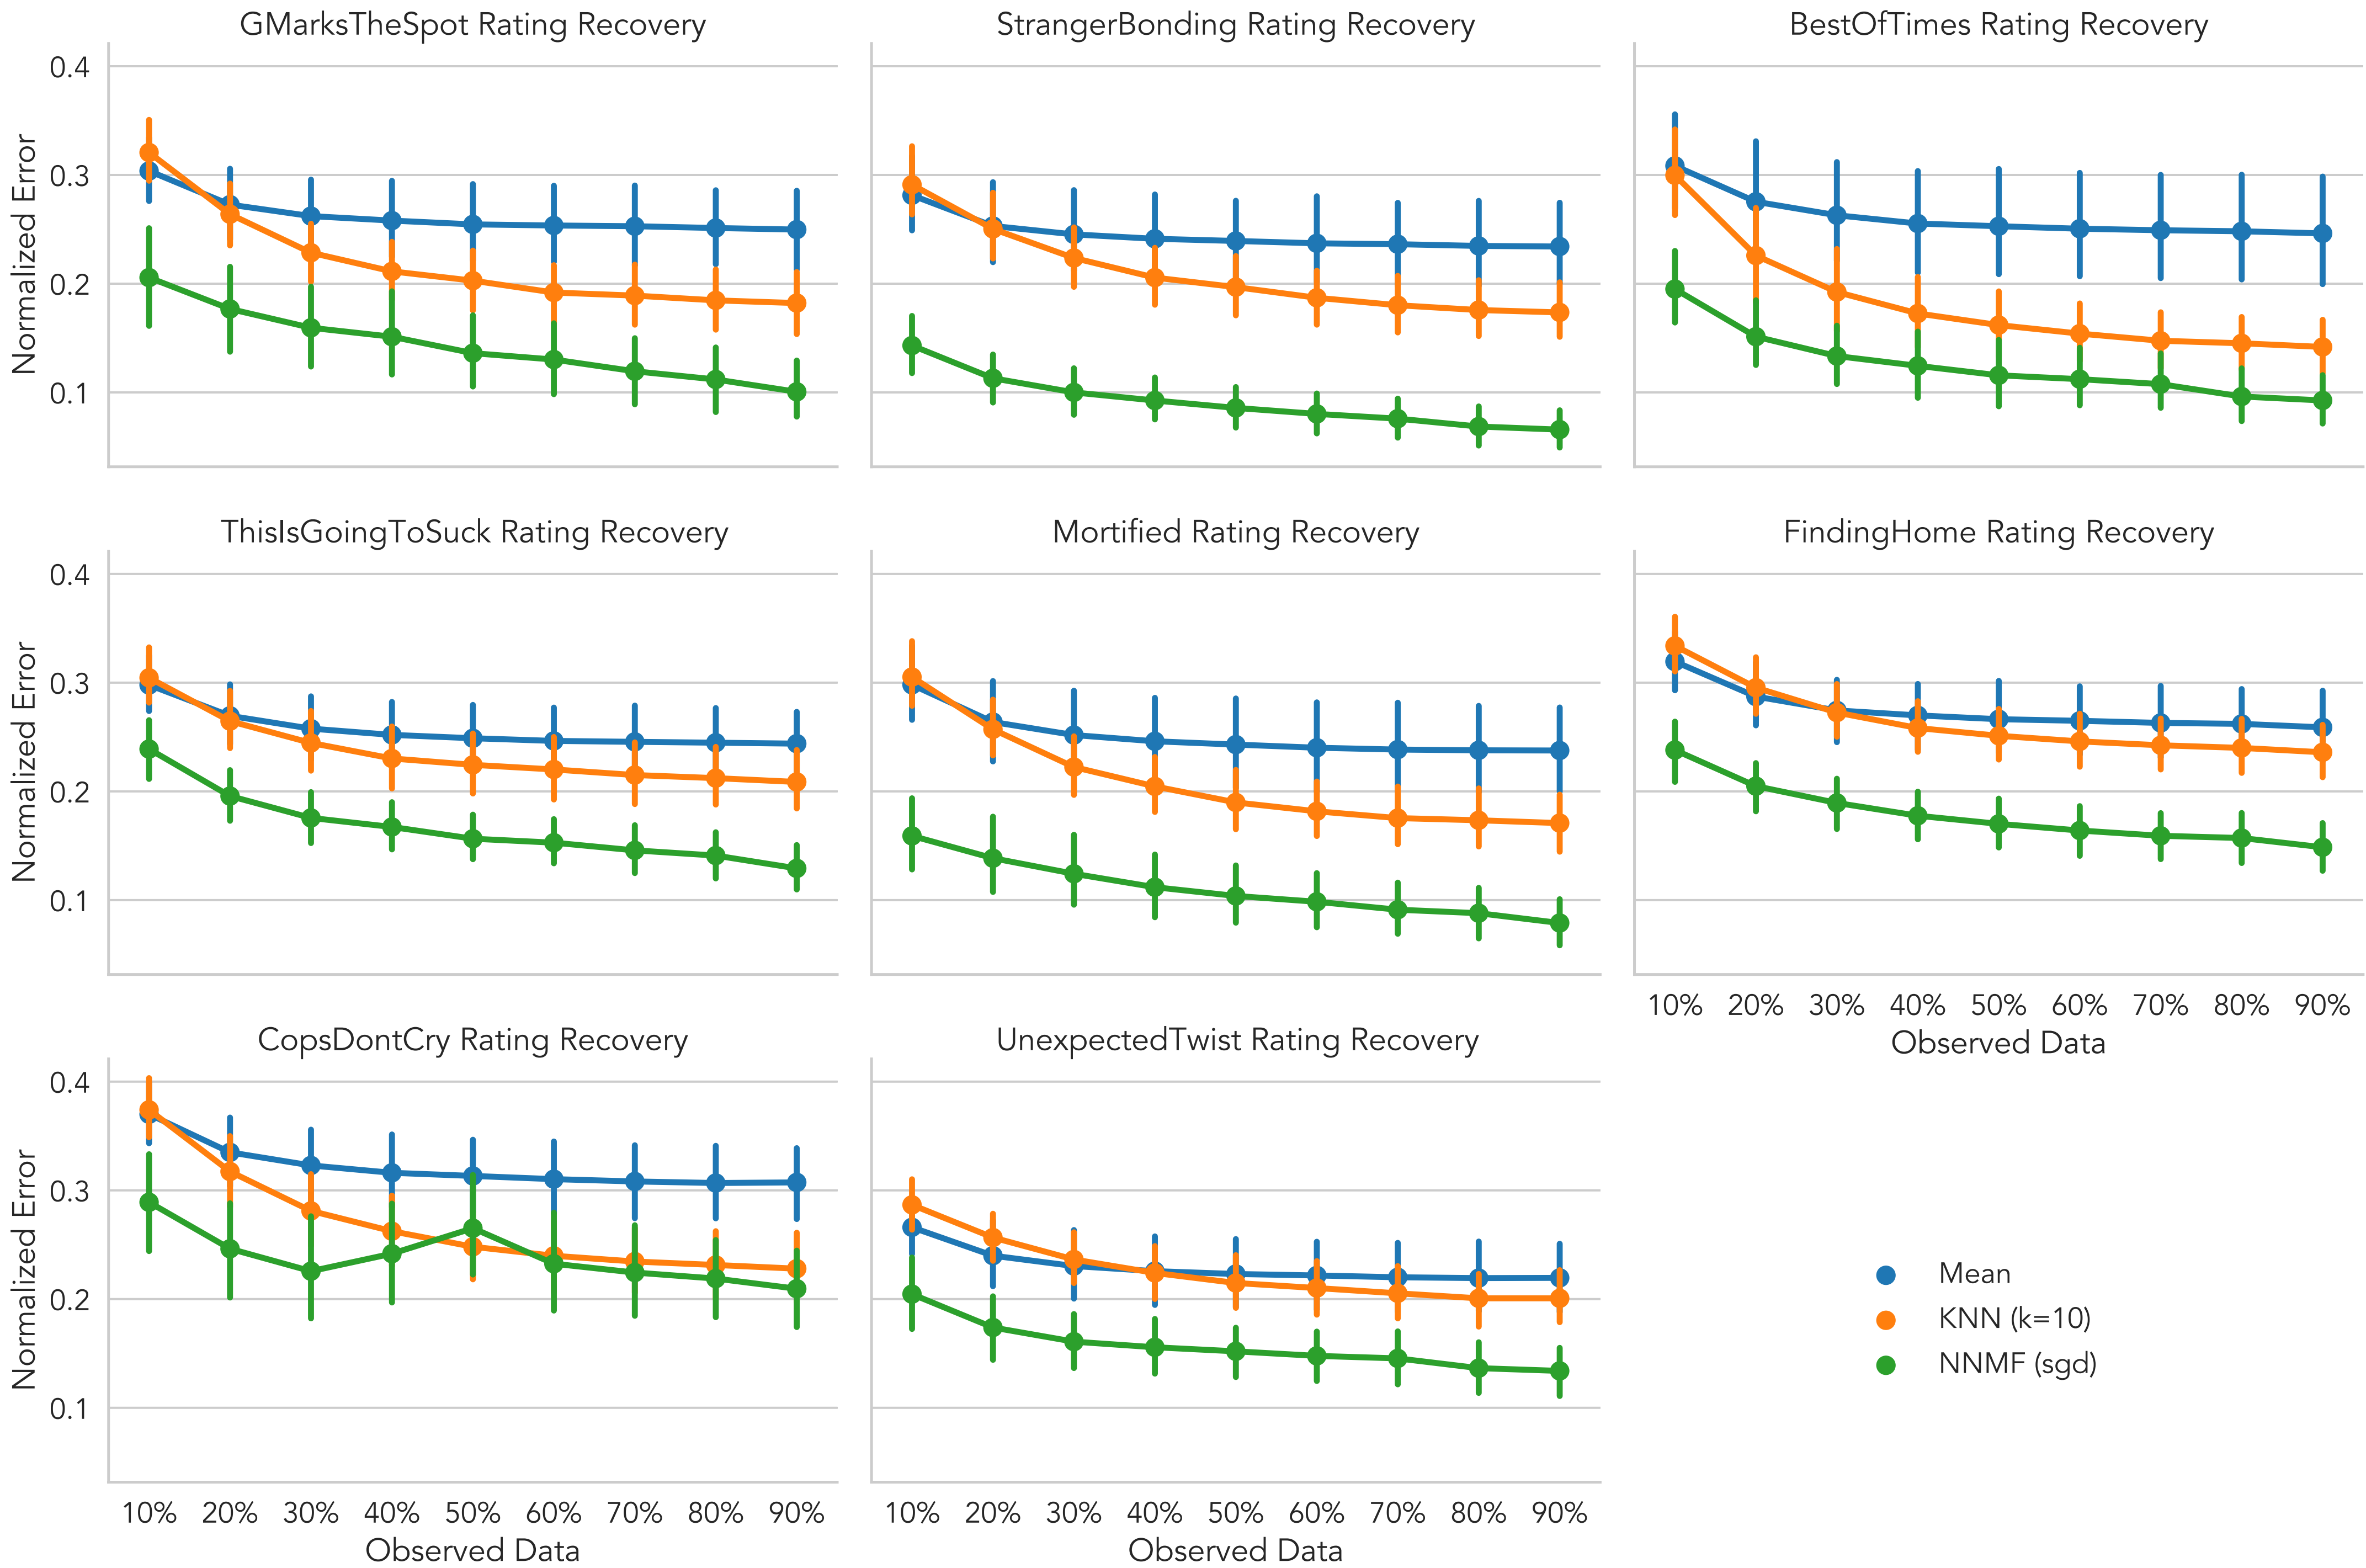 GMarksTheSpot Rating Recovery
StrangerBonding Rating Recovery
BestOfTimes Rating Recovery
Normalized Error
0.4
0.3
0.2
0.1
ThisIsGoingToSuck Rating Recovery
Mortified Rating Recovery
FindingHome Rating Recovery
Normalized Error
0.4
0.3
0.2
0.1
10% 20% 30% 40% 50% 60% 70% 80% 90%
Observed Data
CopsDontCry Rating Recovery
UnexpectedTwist Rating Recovery
Normalized Error
0.4
0.3
0.2
0.1
10% 20% 30% 40% 50% 60% 70% 80% 90%
Observed Data
10% 20% 30% 40% 50% 60% 70% 80% 90%
Observed Data
Mean
KNN (k=10)
NNMF (sgd)